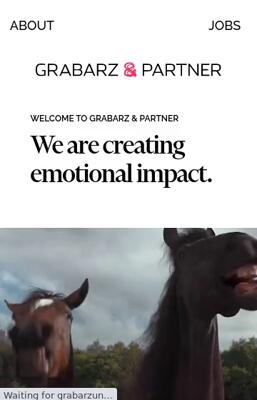 ABOUT JOBS
GRABARZ & PARTNER
WELCOME TO GRABARZ & PARTNER
We are creating
emotional impact.
Waiting for grabarzun...